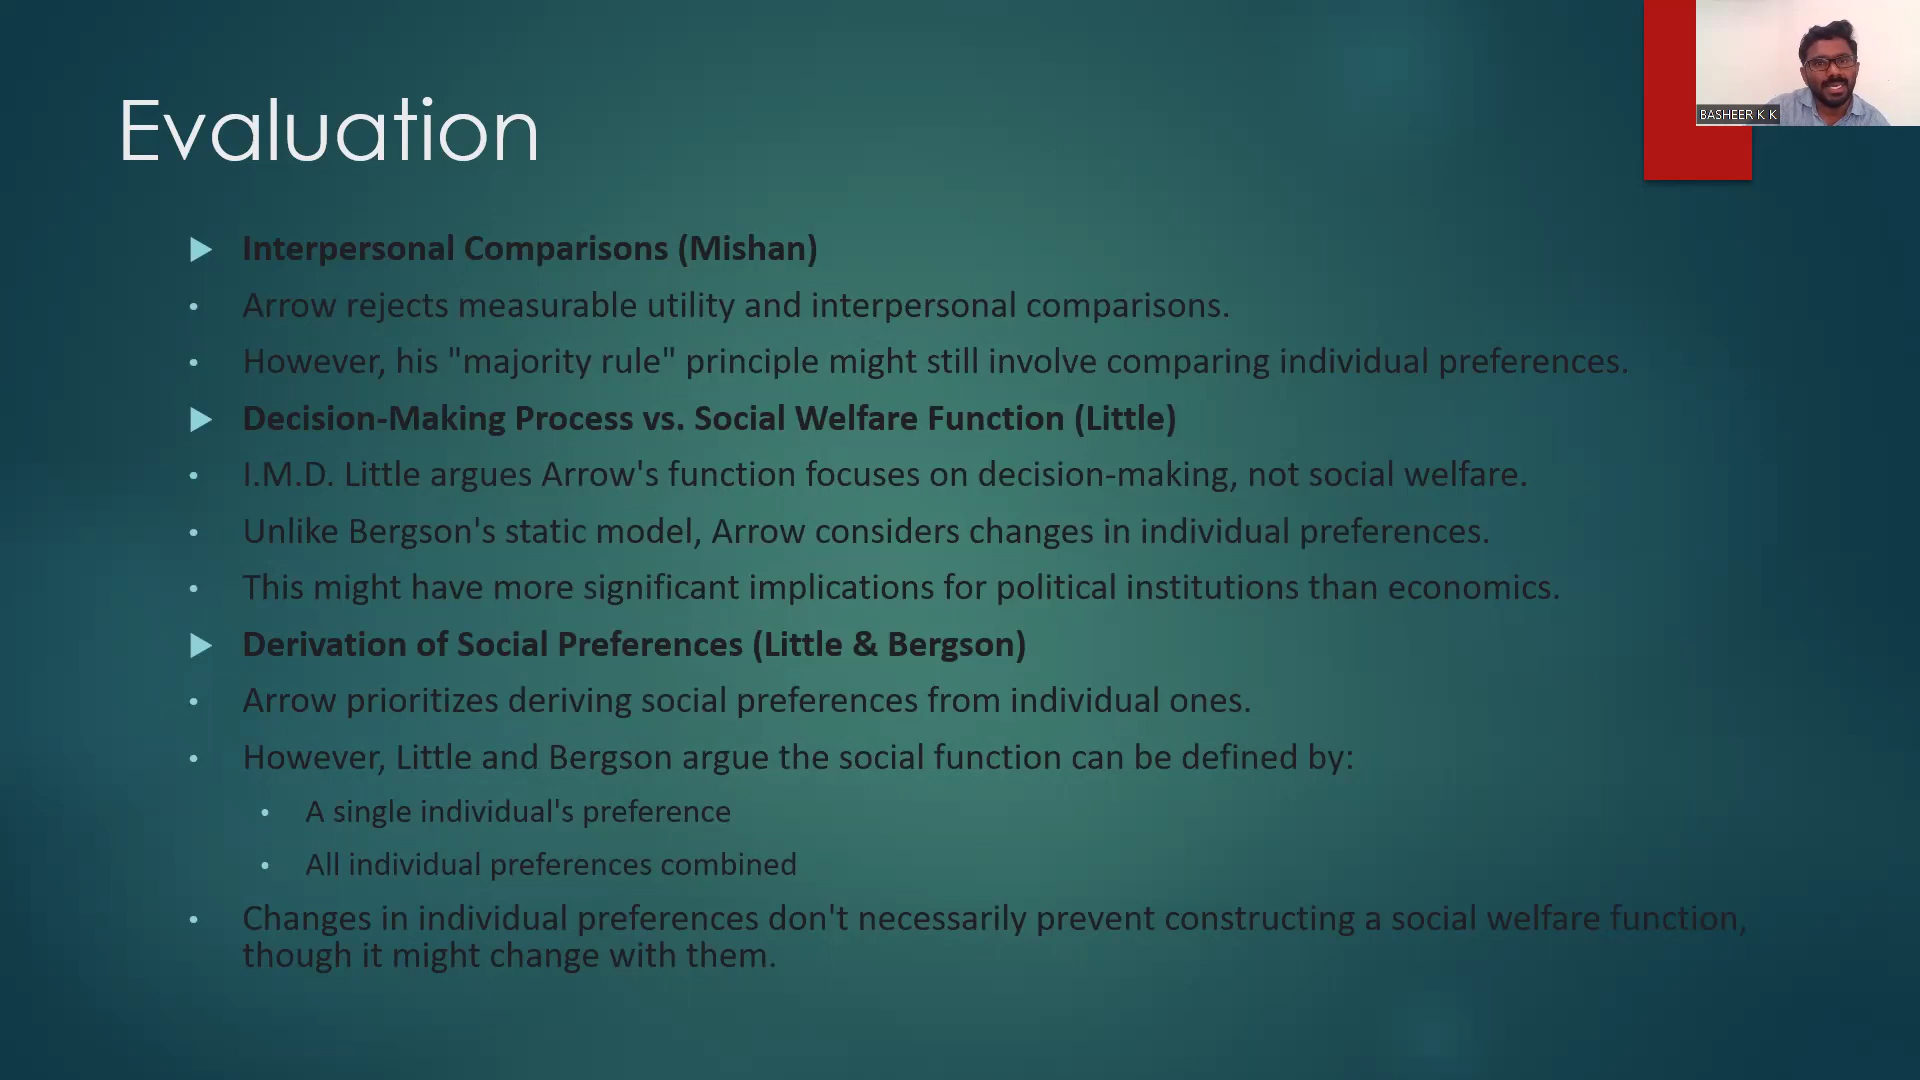 Evaluation
BASHEER K K
Interpersonal Comparisons (Mishan)
Arrow rejects measurable utility and interpersonal comparisons.
However, his "majority rule" principle might still involve comparing individual preferences.
Decision-Making Process vs. Social Welfare Function (Little)
I.M.D. Little argues Arrow's function focuses on decision-making, not social welfare.
Unlike Bergson's static model, Arrow considers changes in individual preferences.
This might have more significant implications for political institutions than economics.
Derivation of Social Preferences (Little & Bergson)
Arrow prioritizes deriving social preferences from individual ones.
However, Little and Bergson argue the social function can be defined by:
A single individual's preference
All individual preferences combined
Changes in individual preferences don't necessarily prevent constructing a social welfare function,
though it might change with them.